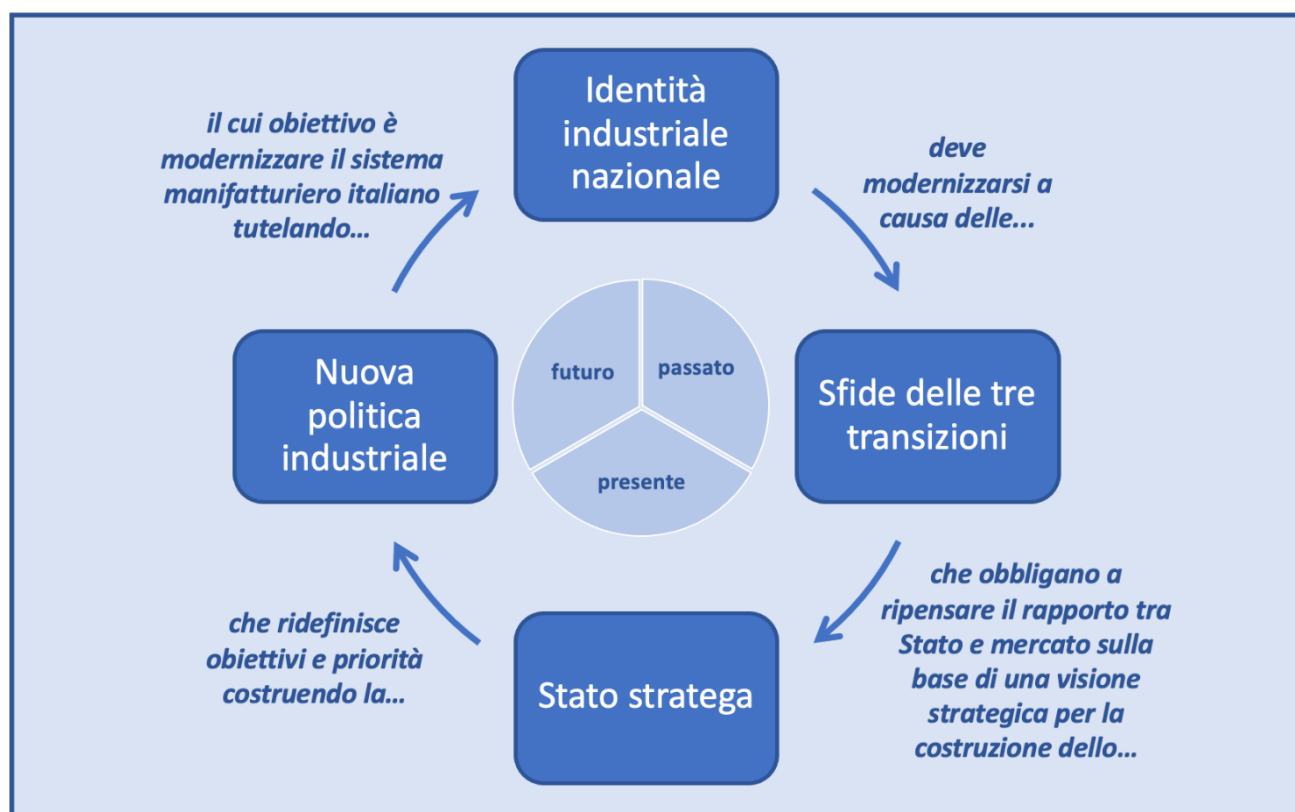 Identità
industriale
nazionale
deve
modernizzarsi a
causa delle...
Sfide delle tre
transizioni
che obbligano a
ripensare il rapporto tra
Stato e mercato sulla
base di una visione
strategica per la
costruzione dello...
Stato stratega
che ridefinisce
obiettivi e priorità
costruendo la...
Nuova
politica
industriale
il cui obiettivo è
modernizzare il sistema
manifatturiero italiano
tutelando...
passato
presente
futuro